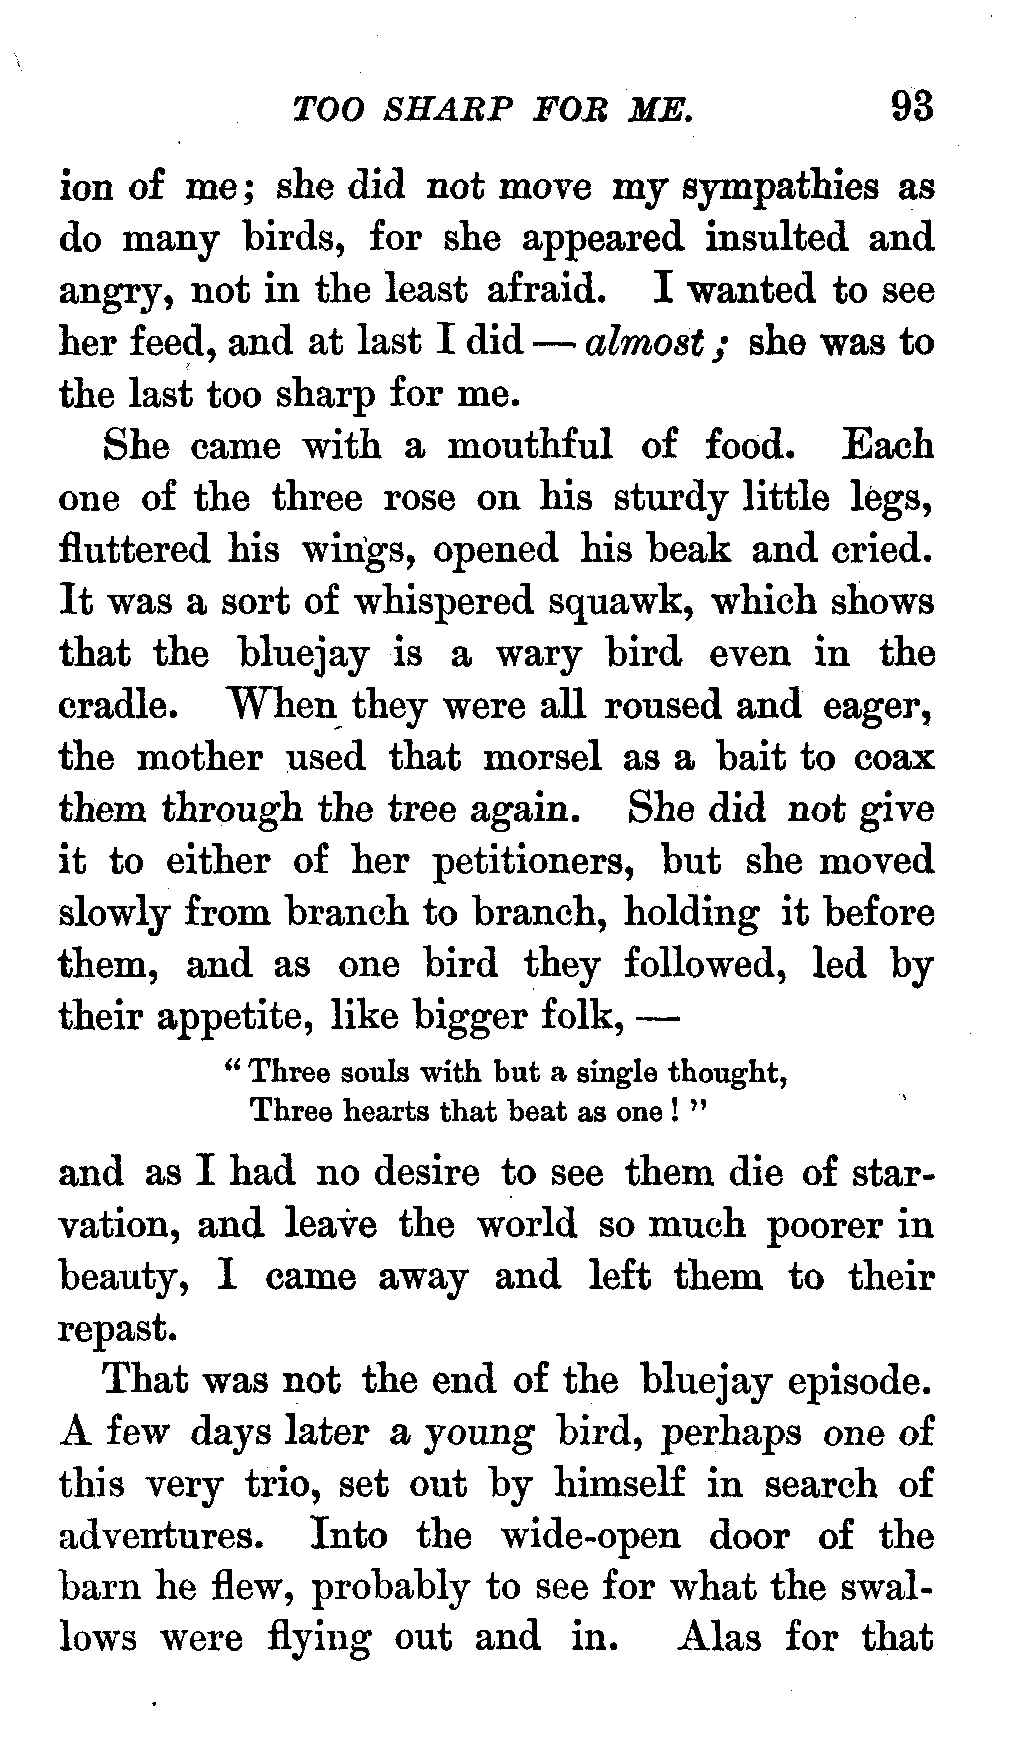 TOO SHARP FOR ME. 93
ion of me; she did not move my sympathies as
do many birds, for she appeared insulted and
angry, not in the least afraid. I wanted to see
her feed, and at last I did — almost; she was to
the last too sharp for me.
She came with a mouthful of food. Each
one of the three rose on his sturdy little legs,
fluttered his wings, opened his beak and cried.
It was a sort of whispered squawk, which shows
that the bluejay is a wary bird even in the
cradle. When they were all roused and eager,
the mother used that morsel as a bait to coax
them through the tree again. She did not give
it to either of her petitioners, but she moved
slowly from branch to branch, holding it before
them, and as one bird they followed, led by
their appetite, like bigger folk, —
“Three souls with but a single thought,
Three hearts that beat as one!”
and as I had no desire to see them die of star-
vation, and leave the world so much poorer in
beauty, I came away and left them to their
repast.
That was not the end of the bluejay episode.
A few days later a young bird, perhaps one of
this very trio, set out by himself in search of
adventures. Into the wide-open door of the
barn he flew, probably to see for what the swal-
lows were flying out and in. Alas for that